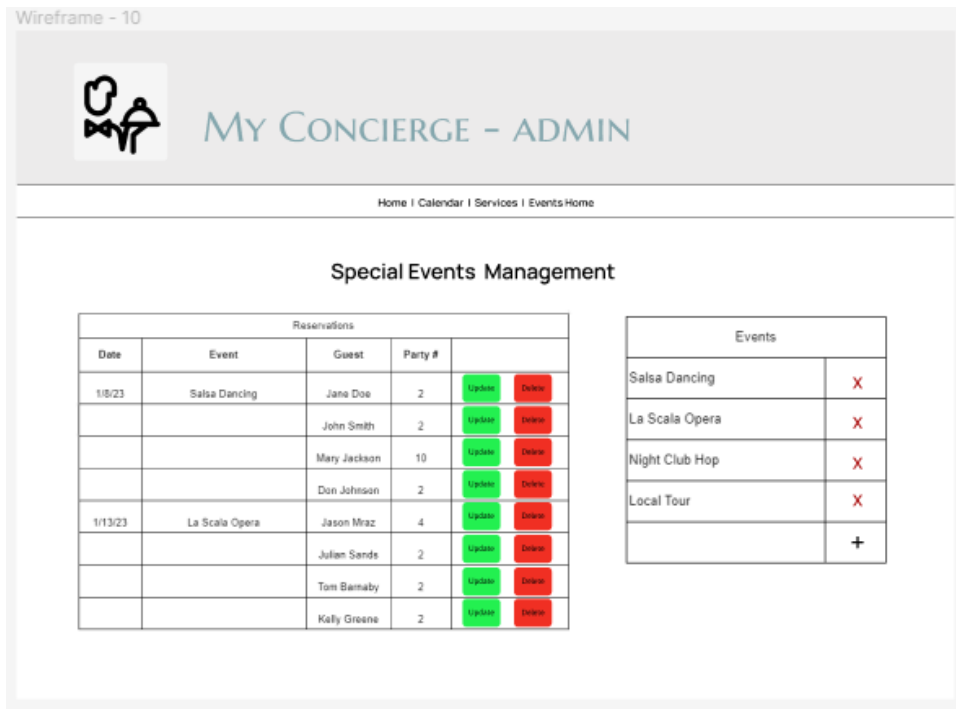 Wireframe - 10
MY CONCIERGE - ADMIN
Home I Calendar I Services I Events Home
Special Events Management
Reservations
Date Event Guest Party #
1/8/23 Salsa Dancing Jane Doe 2 Update Delete
John Smith 2 Update Delete
Mary Jackson 10 Update Delete
Don Johnson 2 Update Delete
1/13/23 La Scala Opera Jason Mraz 4 Update Delete
Julian Sands 2 Update Delete
Tom Barnaby 2 Update Delete
Kelly Greene 2 Update Delete
Events
Salsa Dancing X
La Scala Opera X
Night Club Hop X
Local Tour X
+